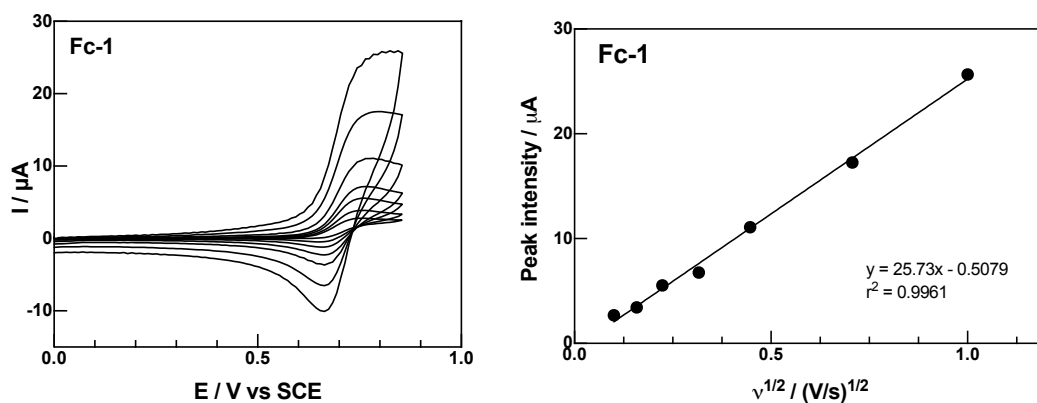 Fc-1
I / µA
30
20
10
0
-10
0.0
0.5
1.0
E / V vs SCE
Fc-1
Peak intensity / µA
30
20
10
0
y = 25.73x - 0.5079
r² = 0.9961
0.0
0.5
1.0
ν^1/2 / (V/s)^1/2